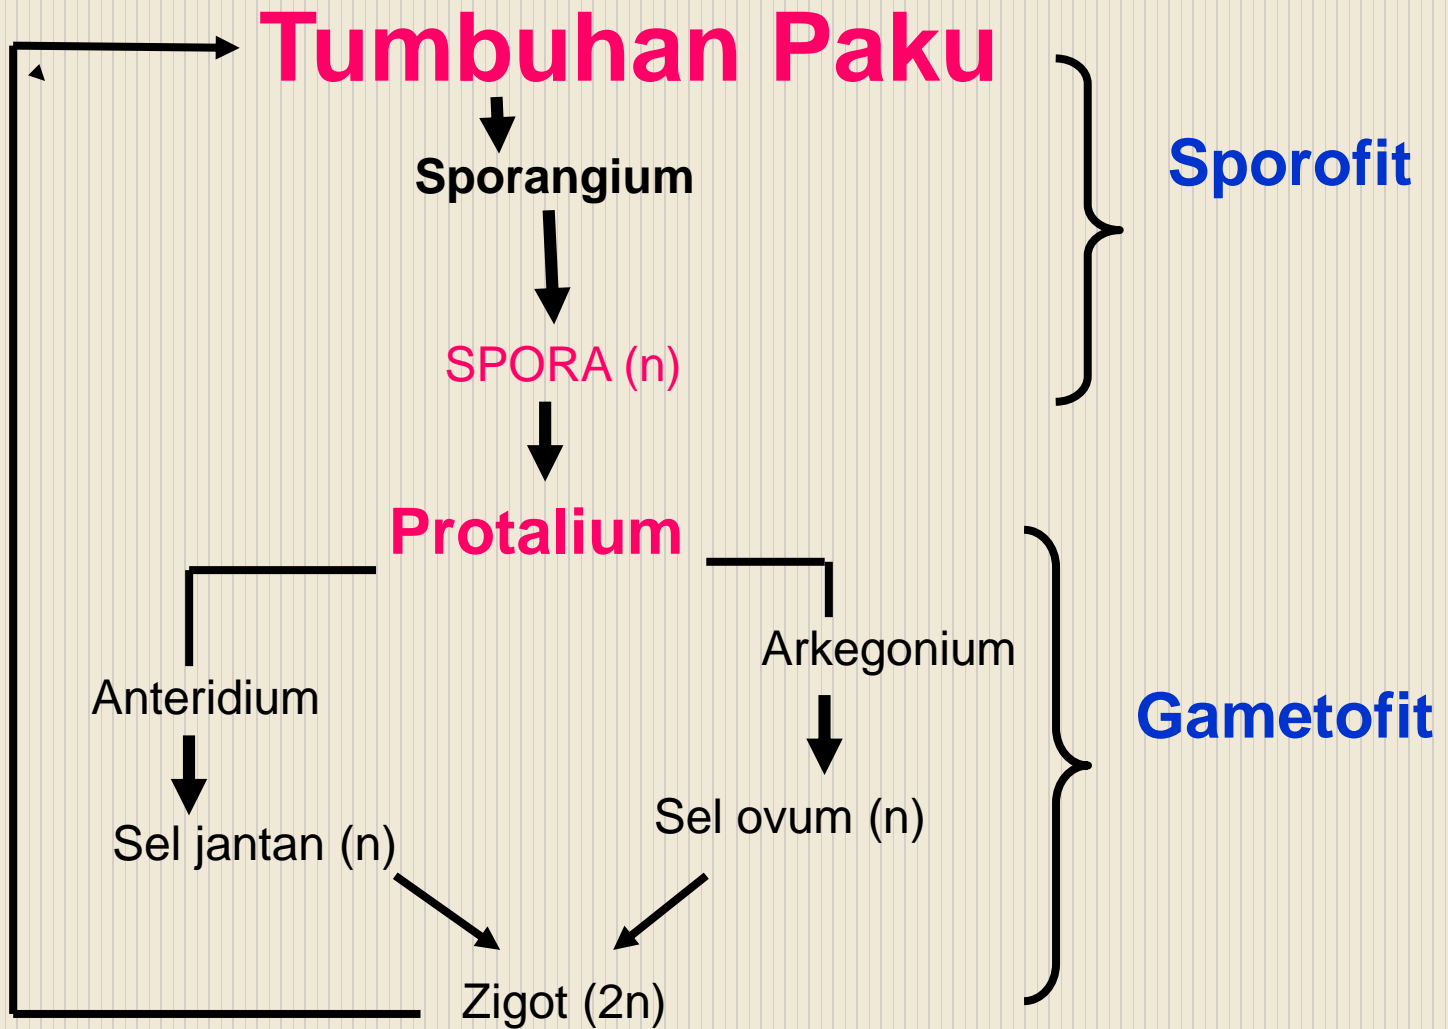 Tumbuhan Paku
Sporangium
Sporofit
SPORA (n)
Protalium
Arkegonium
Anteridium
Gametofit
Sel ovum (n)
Sel jantan (n)
Zigot (2n)